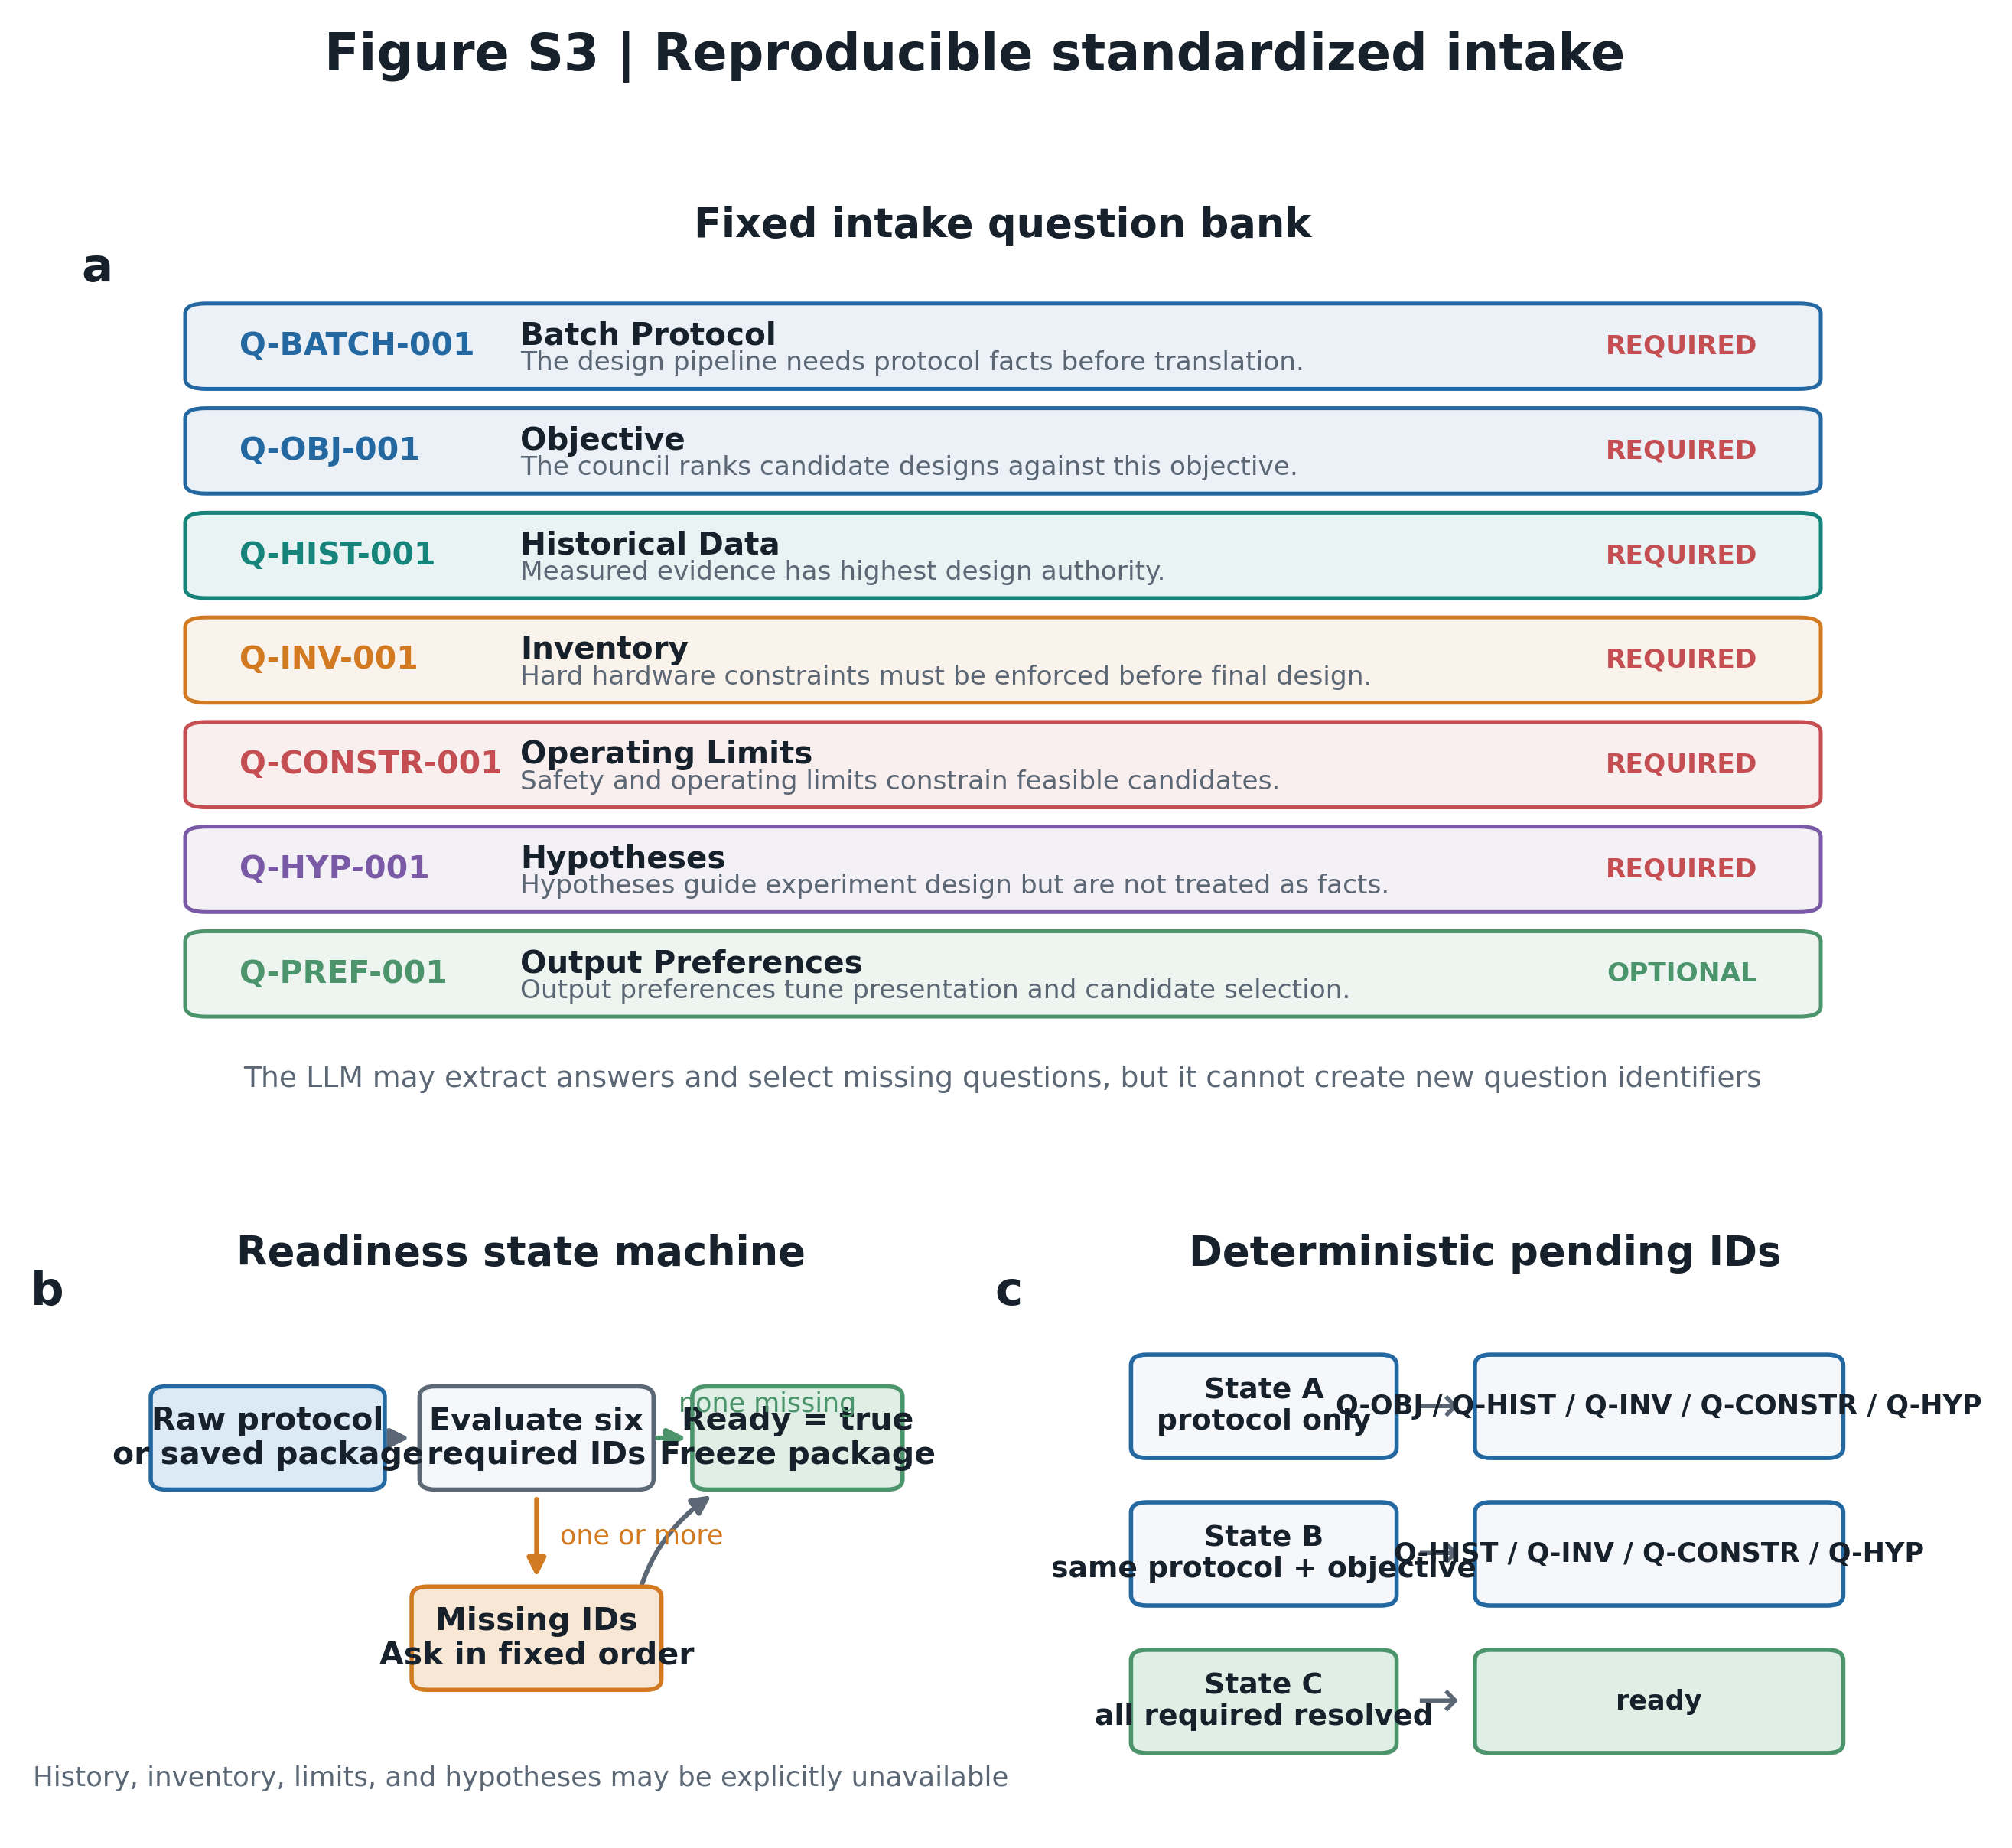 Figure S3 | Reproducible standardized intake
Fixed intake question bank
a
Q-BATCH-001
Batch Protocol
The design pipeline needs protocol facts before translation.
REQUIRED
Q-OBJ-001
Objective
The council ranks candidate designs against this objective.
REQUIRED
Q-HIST-001
Historical Data
Measured evidence has highest design authority.
REQUIRED
Q-INV-001
Inventory
Hard hardware constraints must be enforced before final design.
REQUIRED
Q-CONSTR-001
Operating Limits
Safety and operating limits constrain feasible candidates.
REQUIRED
Q-HYP-001
Hypotheses
Hypotheses guide experiment design but are not treated as facts.
REQUIRED
Q-PREF-001
Output Preferences
Output preferences tune presentation and candidate selection.
OPTIONAL
The LLM may extract answers and select missing questions, but it cannot create new question identifiers
Readiness state machine
b
Raw protocol
or saved package
Evaluate six
required IDs
none missing
Ready = true
Freeze package
one or more
Missing IDs
Ask in fixed order
History, inventory, limits, and hypotheses may be explicitly unavailable
Deterministic pending IDs
c
State A
protocol only
→
Q-OBJ / Q-HIST / Q-INV / Q-CONSTR / Q-HYP
State B
same protocol + objective
→
Q-HIST / Q-INV / Q-CONSTR / Q-HYP
State C
all required resolved
→
ready